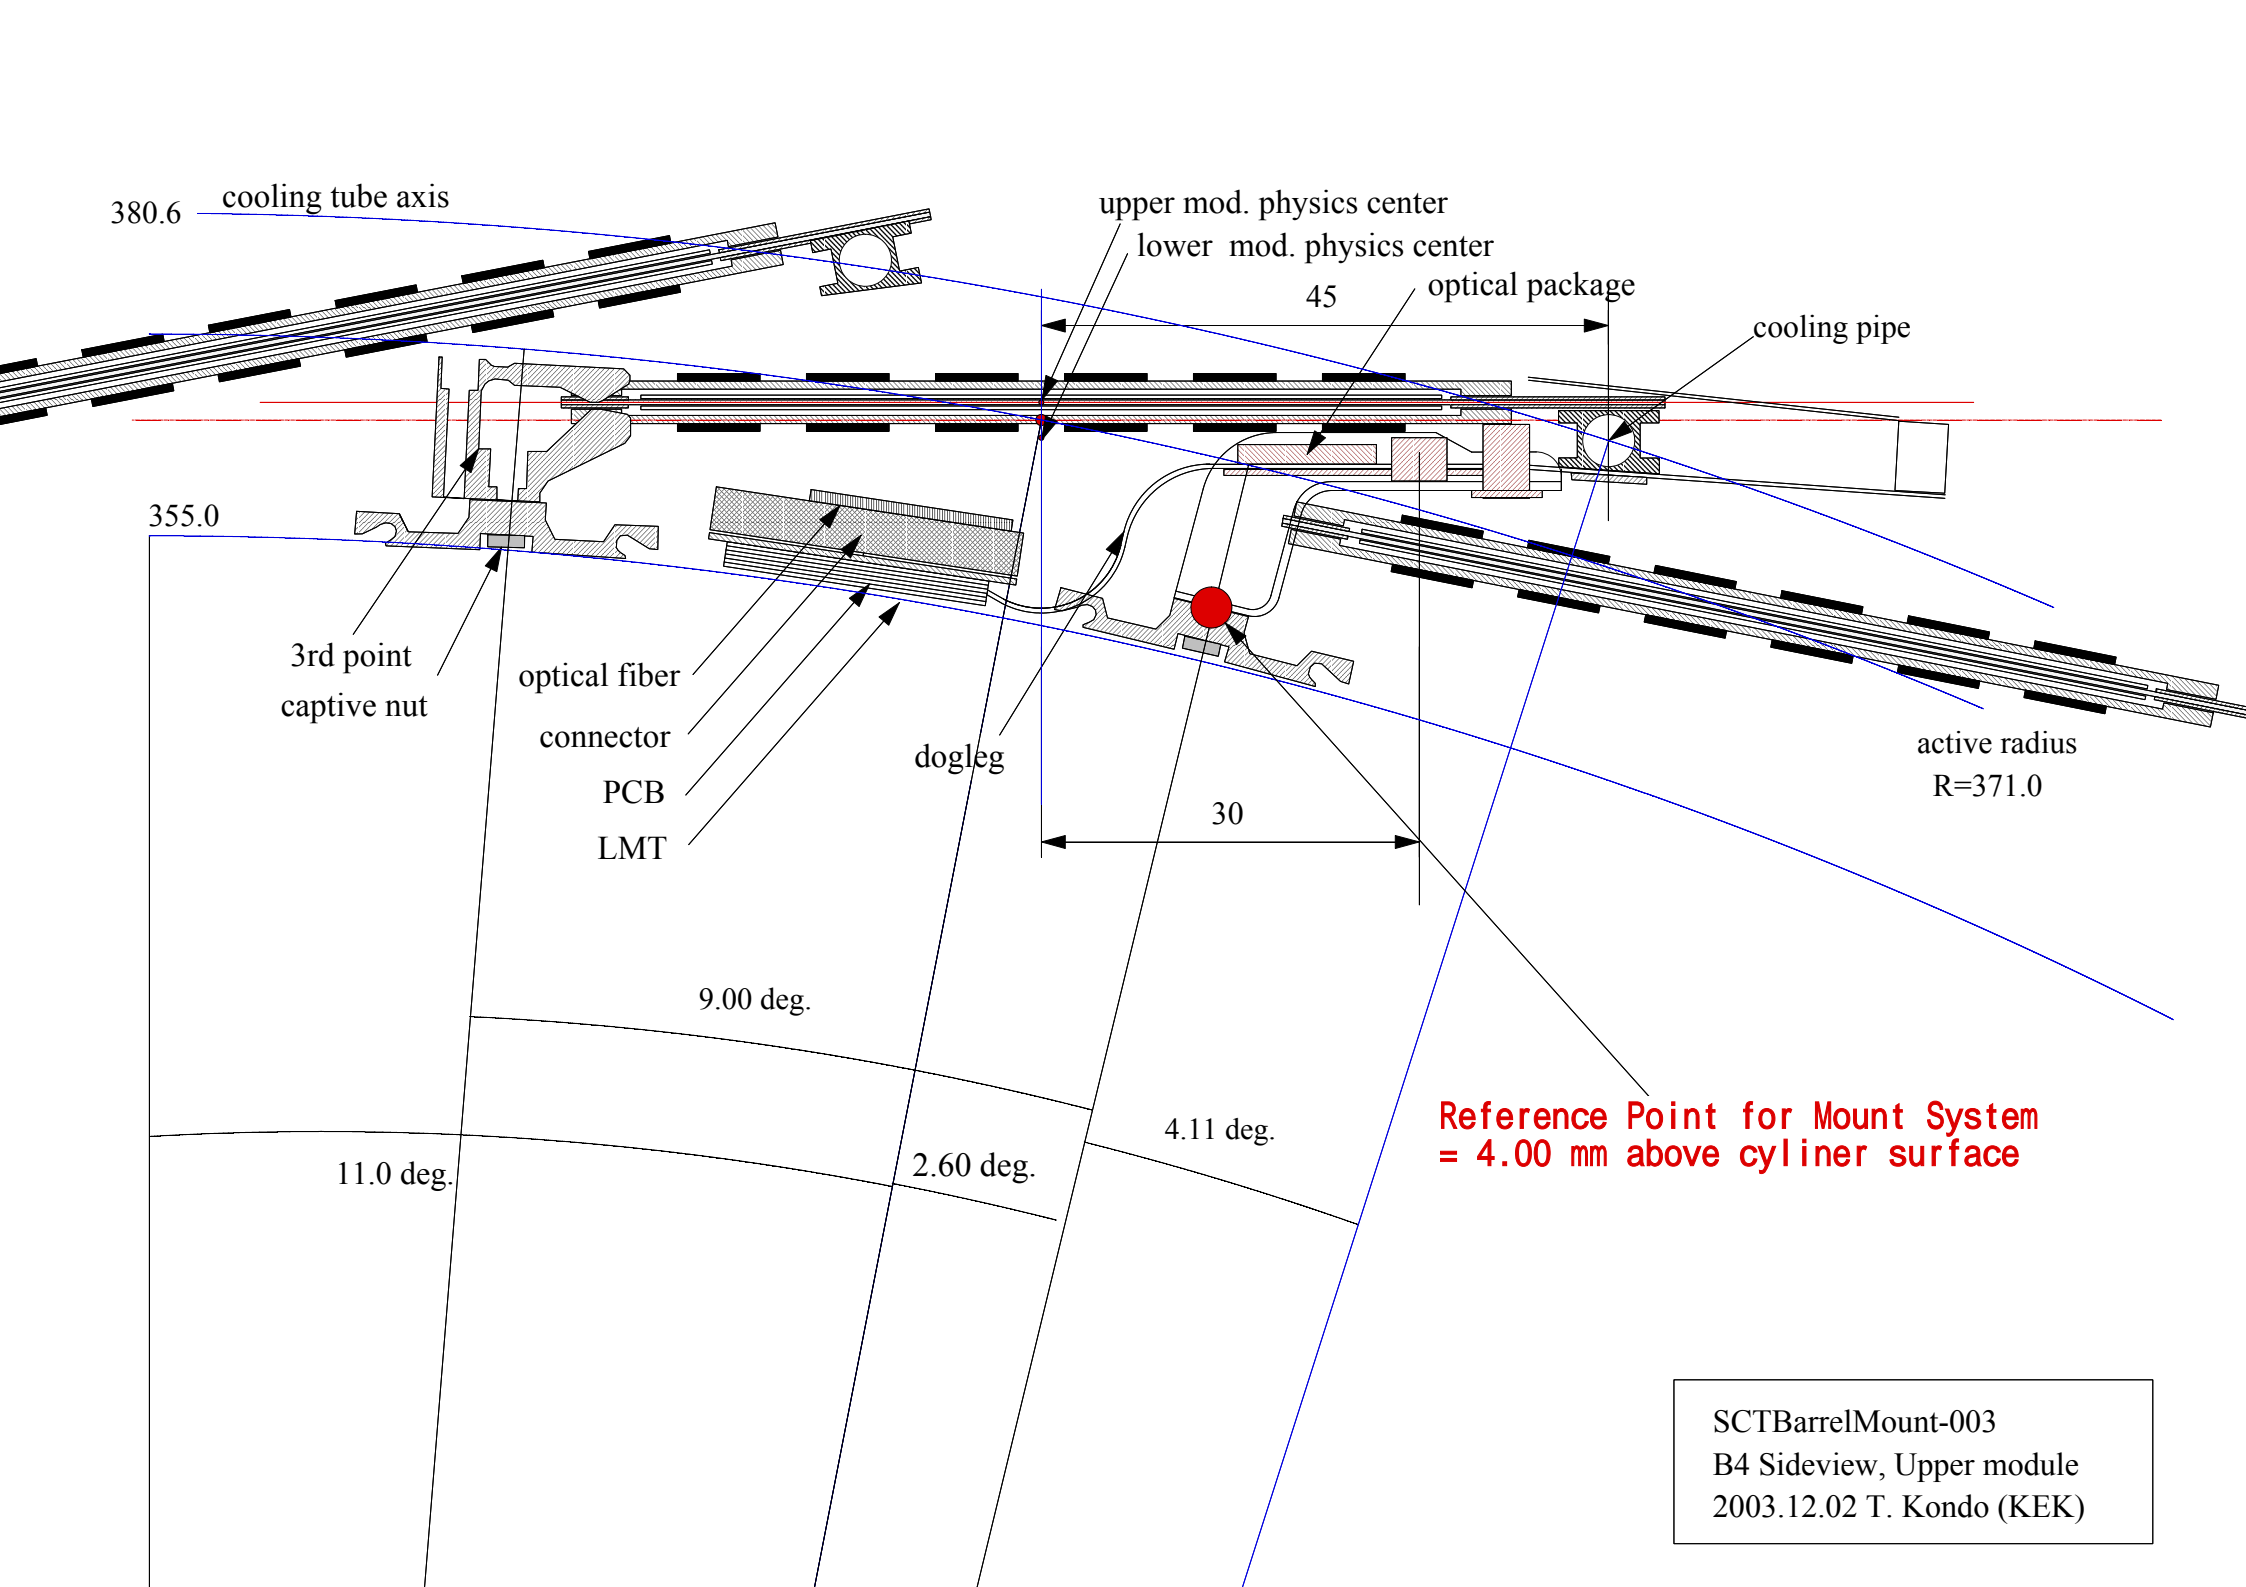 cooling tube axis
380.6
upper mod. physics center
lower mod. physics center
optical package
45
cooling pipe
355.0
3rd point
captive nut
optical fiber
connector
PCB
LMT
dogleg
active radius
R=371.0
30
9.00 deg.
4.11 deg.
11.0 deg.
2.60 deg.
Reference Point for Mount System
= 4.00 mm above cyliner surface
SCTBarrelMount-003
B4 Sideview, Upper module
2003.12.02 T. Kondo (KEK)